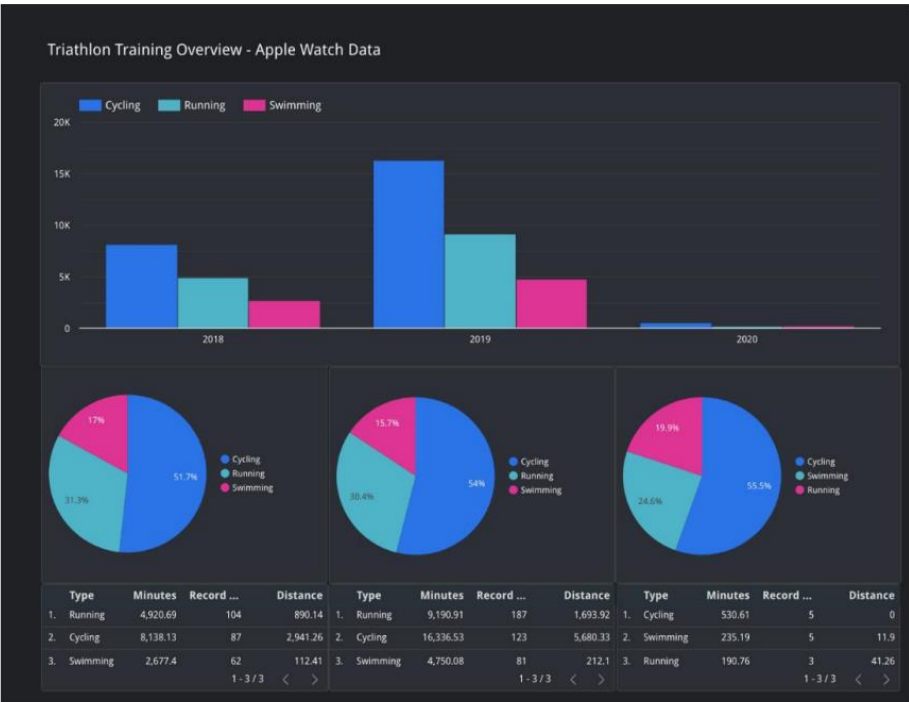 Triathlon Training Overview - Apple Watch Data
Cycling Running Swimming
20K
15K
10K
5K
0
2018 2019 2020
17%
51.7%
31.3%
Cycling
Running
Swimming
15.7%
54%
30.4%
Cycling
Running
Swimming
19.9%
55.5%
24.6%
Cycling
Swimming
Running
Type Minutes Record ... Distance
1. Running 4,920.69 104 890.14
2. Cycling 8,138.13 87 2,941.26
3. Swimming 2,677.4 62 112.41
1 - 3 / 3 < >
Type Minutes Record ... Distance
1. Running 9,190.91 187 1,693.92
2. Cycling 16,336.53 123 5,680.33
3. Swimming 4,750.08 81 212.1
1 - 3 / 3 < >
Type Minutes Record ... Distance
1. Cycling 530.61 5 0
2. Swimming 235.19 5 11.9
3. Running 190.76 3 41.26
1 - 3 / 3 < >